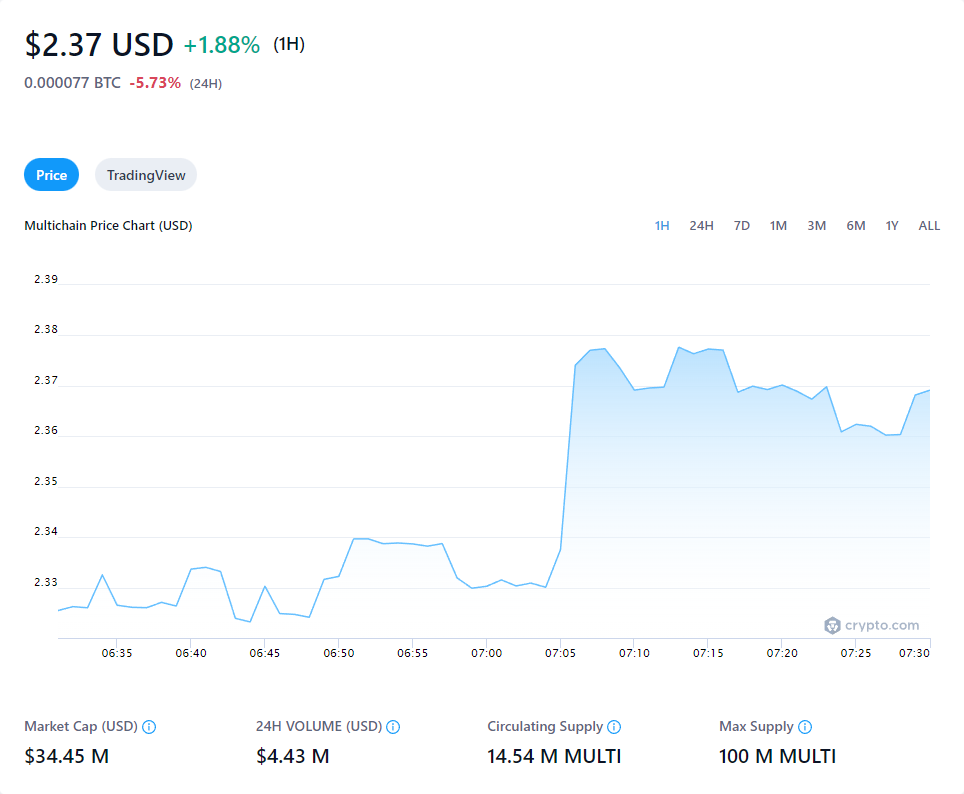 $2.37 USD +1.88% (1H)
0.000077 BTC -5.73% (24H)
Price TradingView
Multichain Price Chart (USD) 1H 24H 7D 1M 3M 6M 1Y ALL
2.39
2.38
2.37
2.36
2.35
2.34
2.33
crypto.com
06:35 06:40 06:45 06:50 06:55 07:00 07:05 07:10 07:15 07:20 07:25 07:30
Market Cap (USD) 24H VOLUME (USD) Circulating Supply Max Supply
$34.45 M $4.43 M 14.54 M MULTI 100 M MULTI